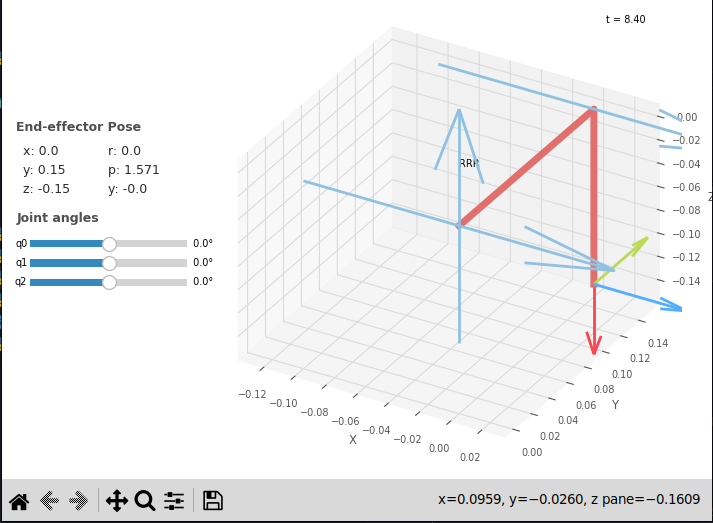 t = 8.40
End-effector Pose
x: 0.0 r: 0.0
y: 0.15 p: 1.571
z: -0.15 y: -0.0
Joint angles
q0 0.0°
q1 0.0°
q2 0.0°
0.00
−0.02
−0.04
−0.06
−0.08
−0.10
−0.12
−0.14
−0.12
−0.10
−0.08
−0.06
−0.04
−0.02
0.00
0.02
X
0.00
0.02
0.04
0.06
0.08
0.10
0.12
0.14
Y
x=0.0959, y=−0.0260, z pane=−0.1609